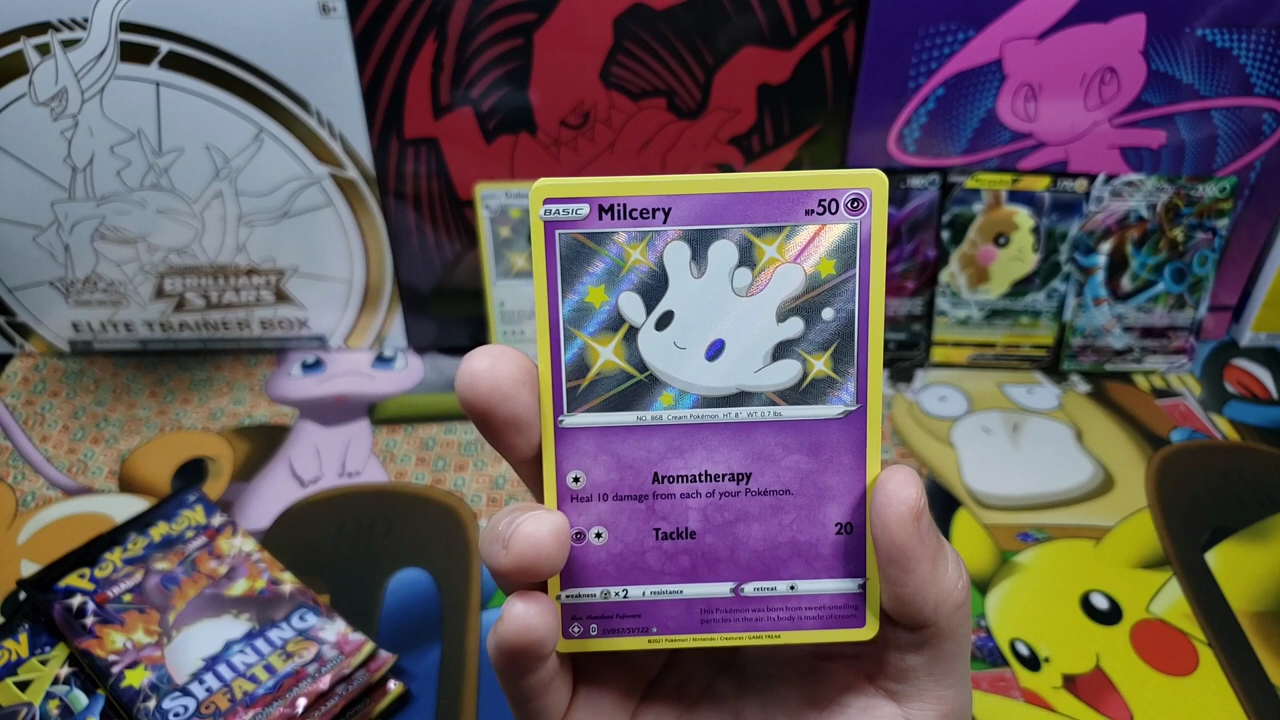 6+
BRILLIANT
STARS
ELITE TRAINER BOX
BASIC Milcery HP 50
NO. 868 Cream Pokémon HT. 8" WT. 0.7 lbs.
Aromatherapy
Heal 10 damage from each of your Pokémon.
Tackle 20
weakness ×2 resistance retreat
This Pokémon was born from sweet-smelling
particles in the air. Its body is made of cream.
D SV057/SV122
©2021 Pokémon / Nintendo / Creatures / GAME FREAK
POKÉMON
SHINING
FATES